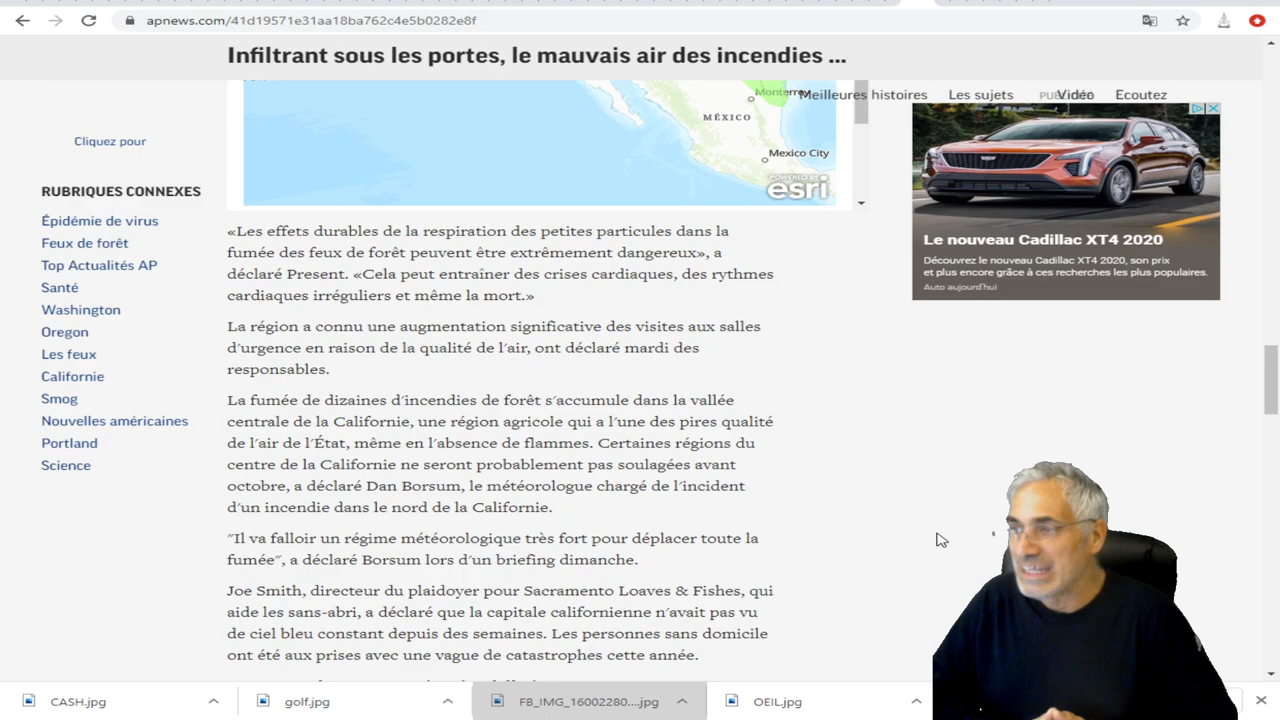 apnews.com/41d19571e31aa18ba762c4e5b0282e8f
Infiltrant sous les portes, le mauvais air des incendies ...
Meilleures histoires Les sujets Vidéo Ecoutez
Monterrey
MÉXICO
Mexico City
POWERED BY
esri
Cliquez pour
RUBRIQUES CONNEXES
Épidémie de virus
Feux de forêt
Top Actualités AP
Santé
Washington
Oregon
Les feux
Californie
Smog
Nouvelles américaines
Portland
Science
«Les effets durables de la respiration des petites particules dans la
fumée des feux de forêt peuvent être extrêmement dangereux», a
déclaré Present. «Cela peut entraîner des crises cardiaques, des rythmes
cardiaques irréguliers et même la mort.»
La région a connu une augmentation significative des visites aux salles
d'urgence en raison de la qualité de l'air, ont déclaré mardi des
responsables.
La fumée de dizaines d'incendies de forêt s'accumule dans la vallée
centrale de la Californie, une région agricole qui a l'une des pires qualité
de l'air de l'État, même en l'absence de flammes. Certaines régions du
centre de la Californie ne seront probablement pas soulagées avant
octobre, a déclaré Dan Borsum, le météorologue chargé de l'incident
d'un incendie dans le nord de la Californie.
"Il va falloir un régime météorologique très fort pour déplacer toute la
fumée", a déclaré Borsum lors d'un briefing dimanche.
Joe Smith, directeur du plaidoyer pour Sacramento Loaves & Fishes, qui
aide les sans-abri, a déclaré que la capitale californienne n'avait pas vu
de ciel bleu constant depuis des semaines. Les personnes sans domicile
ont été aux prises avec une vague de catastrophes cette année.
Le nouveau Cadillac XT4 2020
Découvrez le nouveau Cadillac XT4 2020, son prix
et plus encore grâce à ces recherches les plus populaires.
Auto aujourd'hui
CASH.jpg
golf.jpg
FB_IMG_16002280....jpg
OEIL.jpg